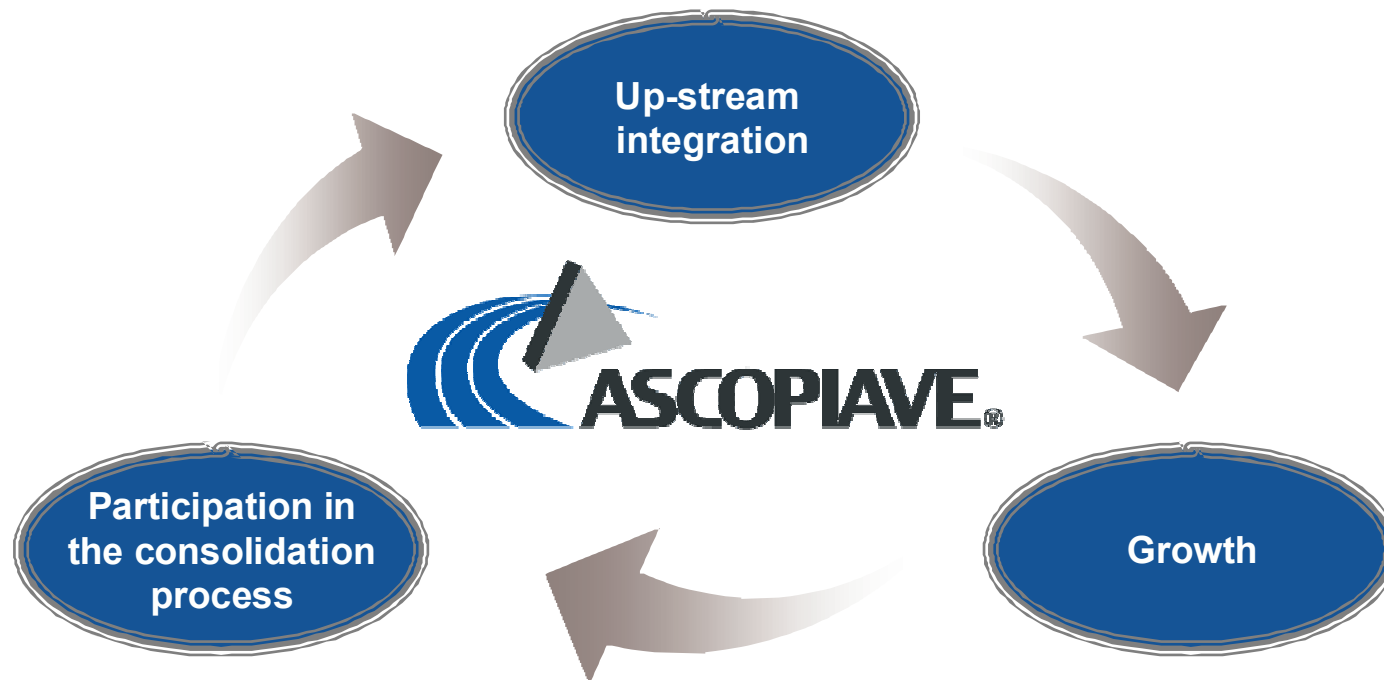 Up-stream
integration
ASCOPIAVE®
Participation in
the consolidation
process
Growth